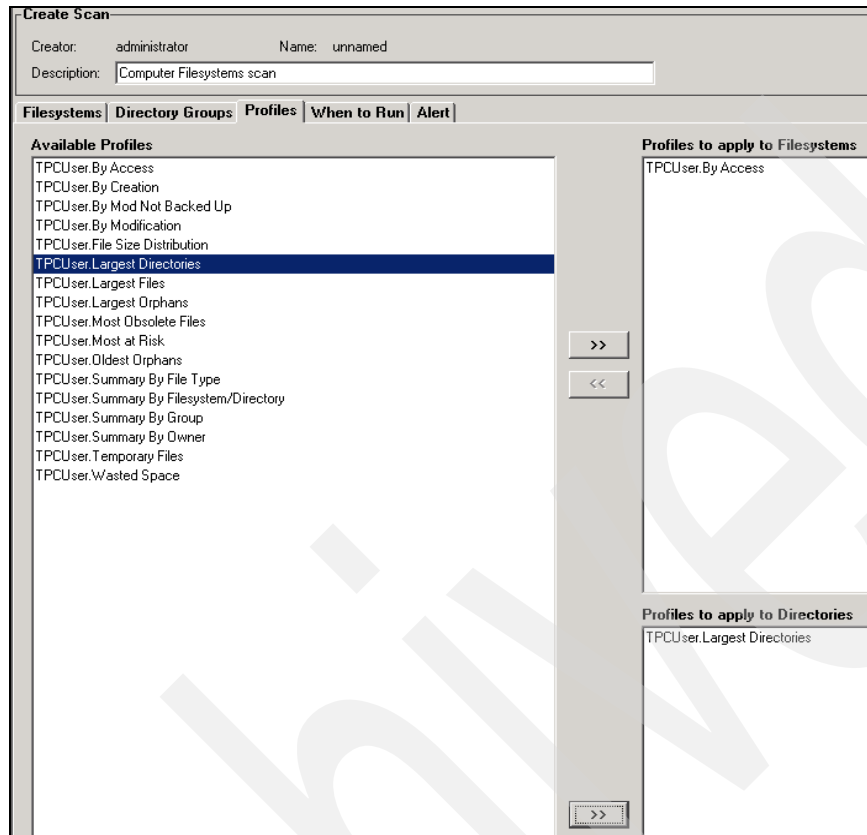 Create Scan
Creator: administrator Name: unnamed
Description: Computer Filesystems scan
Filesystems Directory Groups Profiles When to Run Alert
Available Profiles
TPCUser.By Access
TPCUser.By Creation
TPCUser.By Mod Not Backed Up
TPCUser.By Modification
TPCUser.File Size Distribution
TPCUser.Largest Directories
TPCUser.Largest Files
TPCUser.Largest Orphans
TPCUser.Most Obsolete Files
TPCUser.Most at Risk
TPCUser.Oldest Orphans
TPCUser.Summary By File Type
TPCUser.Summary By Filesystem/Directory
TPCUser.Summary By Group
TPCUser.Summary By Owner
TPCUser.Temporary Files
TPCUser.Wasted Space
>>
<<
Profiles to apply to Filesystems
TPCUser.By Access
Profiles to apply to Directories
TPCUser.Largest Directories
>>